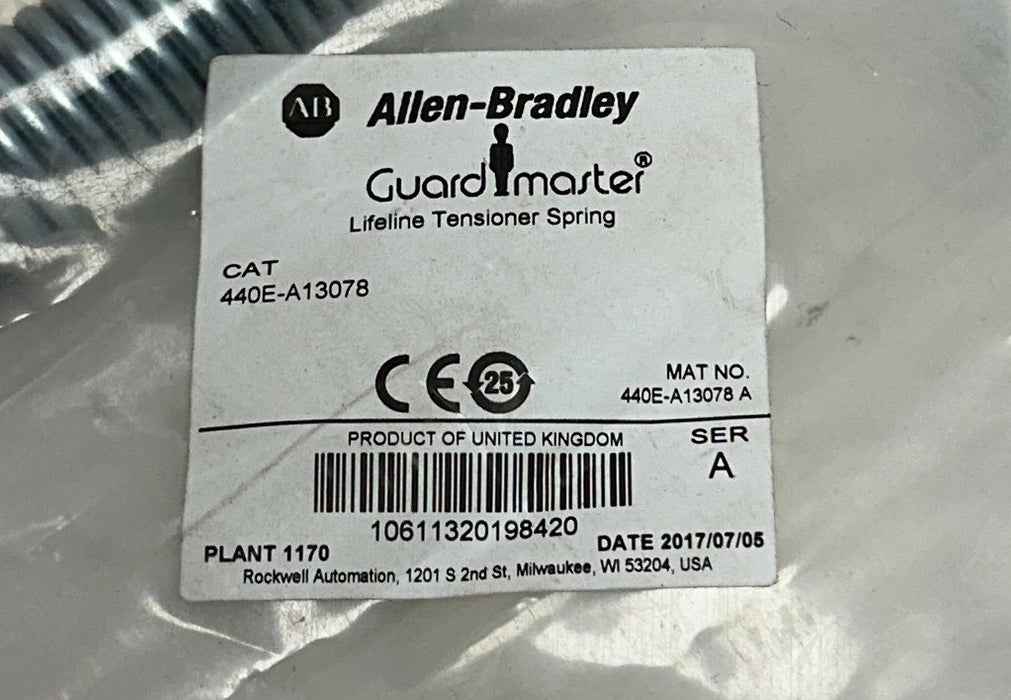 AB Allen-Bradley
Guardmaster®
Lifeline Tensioner Spring
CAT
440E-A13078
CE 25
MAT NO.
440E-A13078 A
PRODUCT OF UNITED KINGDOM
SER
A
10611320198420
PLANT 1170
DATE 2017/07/05
Rockwell Automation, 1201 S 2nd St, Milwaukee, WI 53204, USA